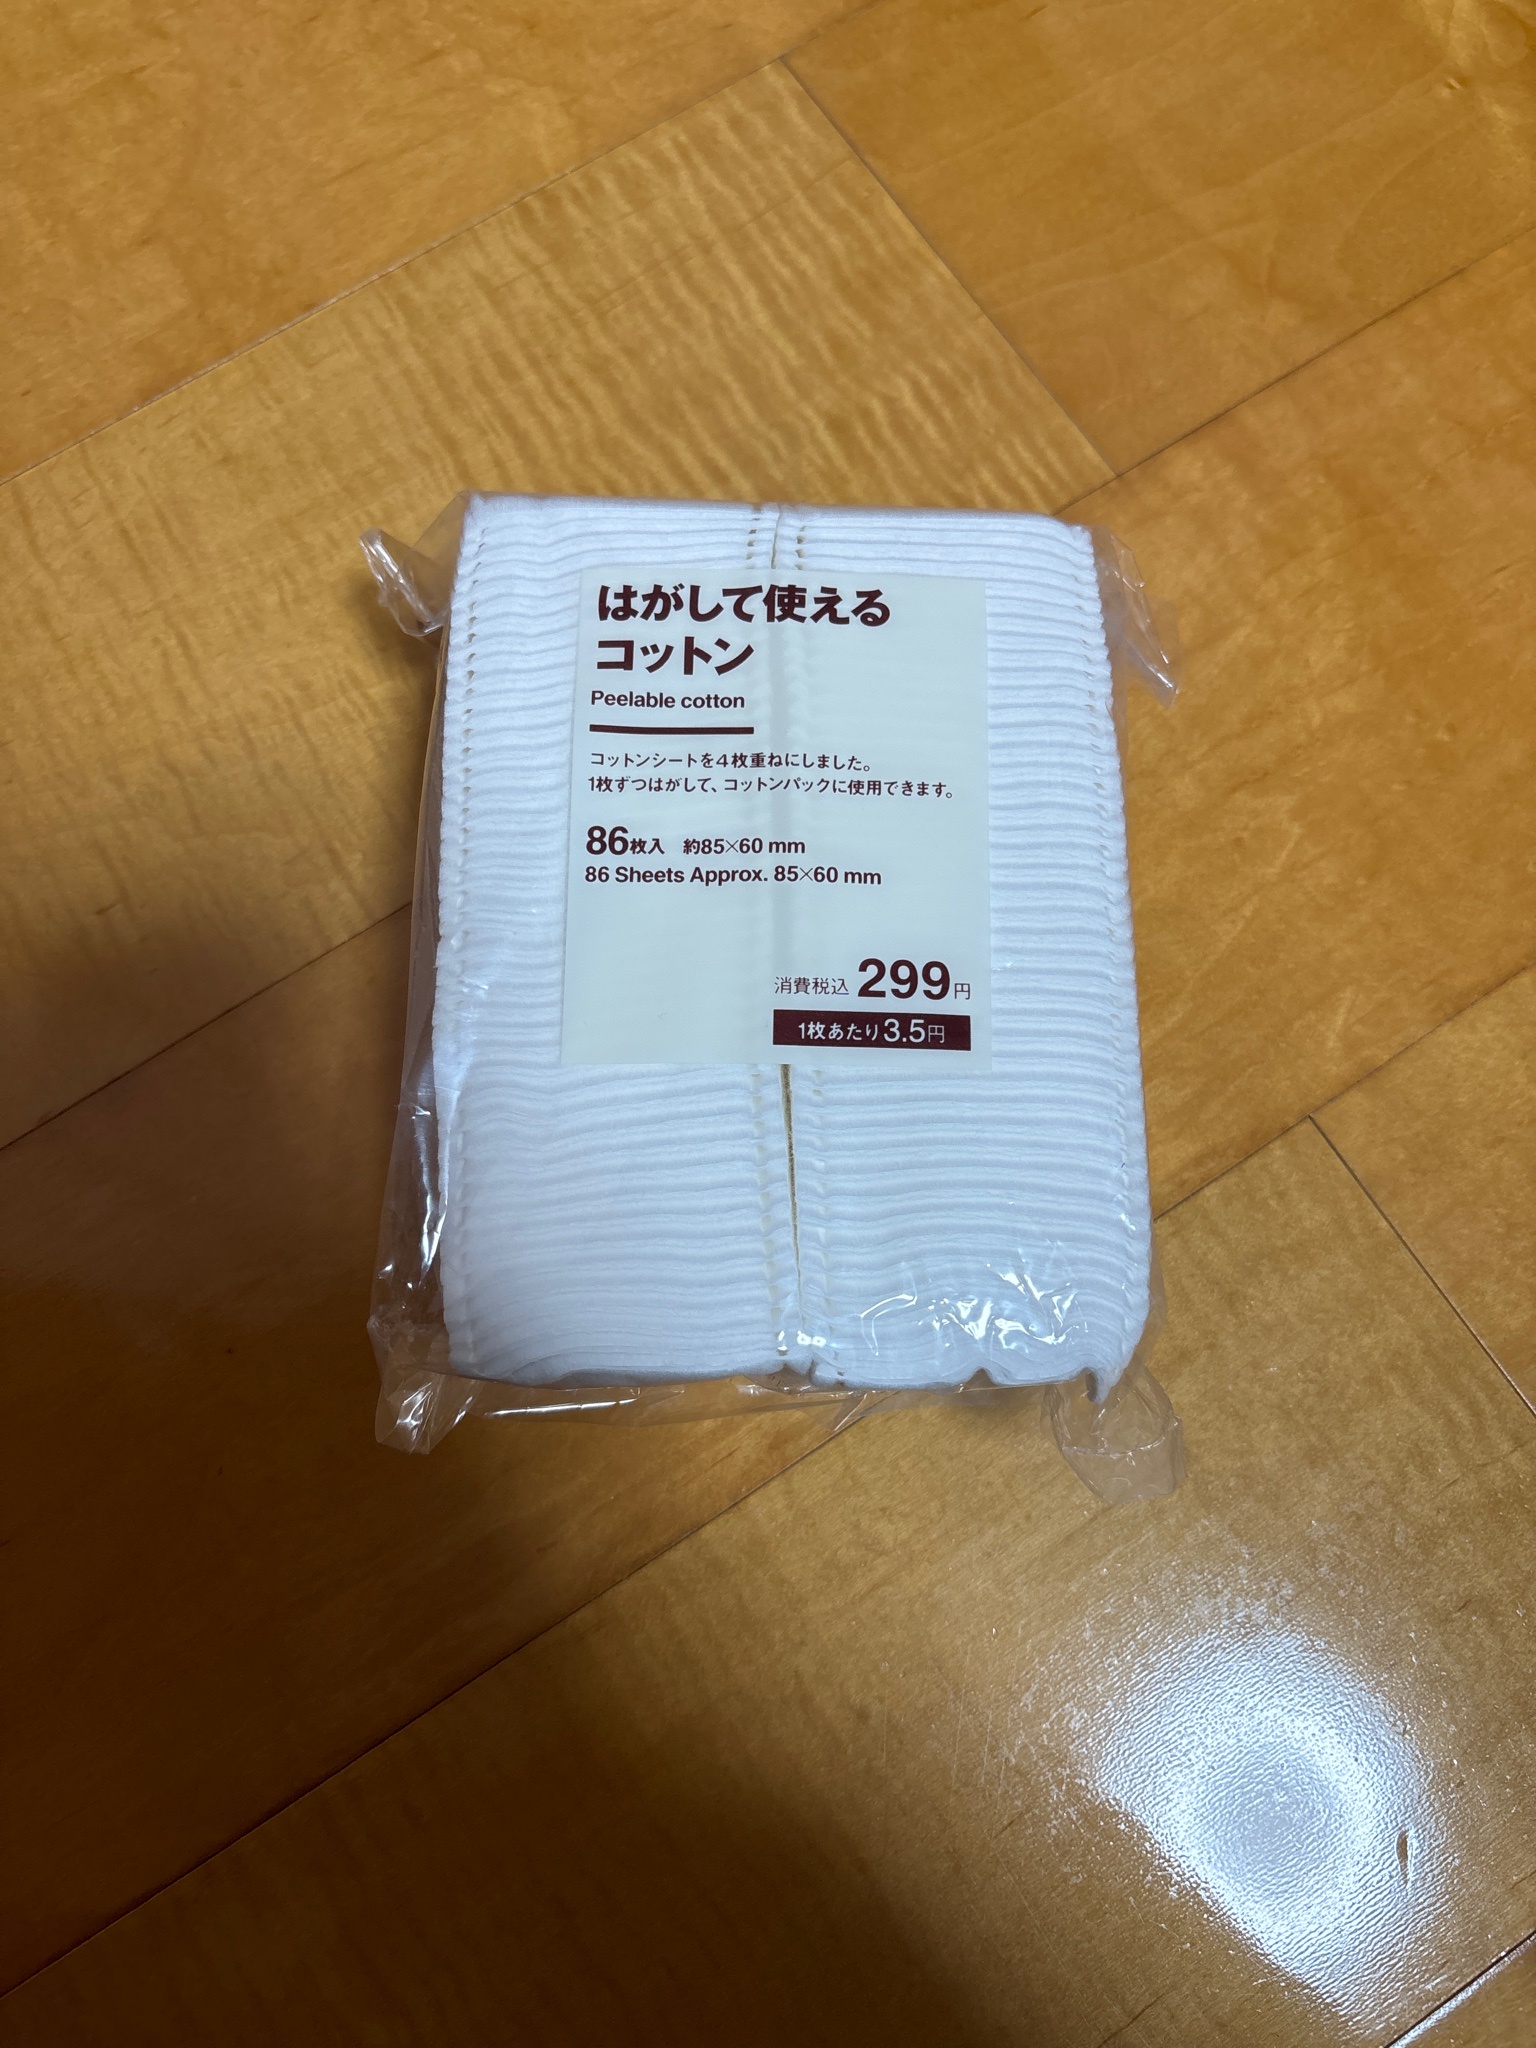 はがして使える
コットン
Peelable cotton
コットンシートを4枚重ねにしました。
1枚ずつはがして、コットンパックに使用できます。
86枚入 約85×60 mm
86 Sheets Approx. 85×60 mm
消費税込 299円
1枚あたり3.5円